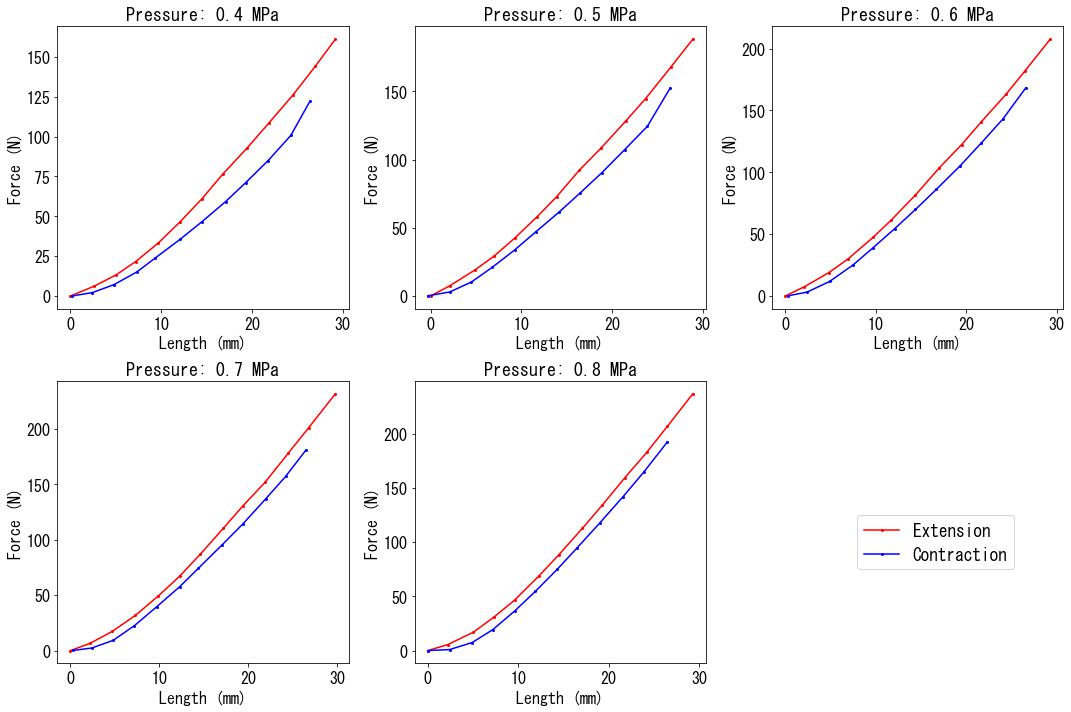 Pressure: 0.4 MPa
Force (N)
150
125
100
75
50
25
0
0 10 20 30
Length (mm)
Pressure: 0.5 MPa
Force (N)
150
100
50
0
0 10 20 30
Length (mm)
Pressure: 0.6 MPa
Force (N)
200
150
100
50
0
0 10 20 30
Length (mm)
Pressure: 0.7 MPa
Force (N)
200
150
100
50
0
0 10 20 30
Length (mm)
Pressure: 0.8 MPa
Force (N)
200
150
100
50
0
0 10 20 30
Length (mm)
Extension
Contraction